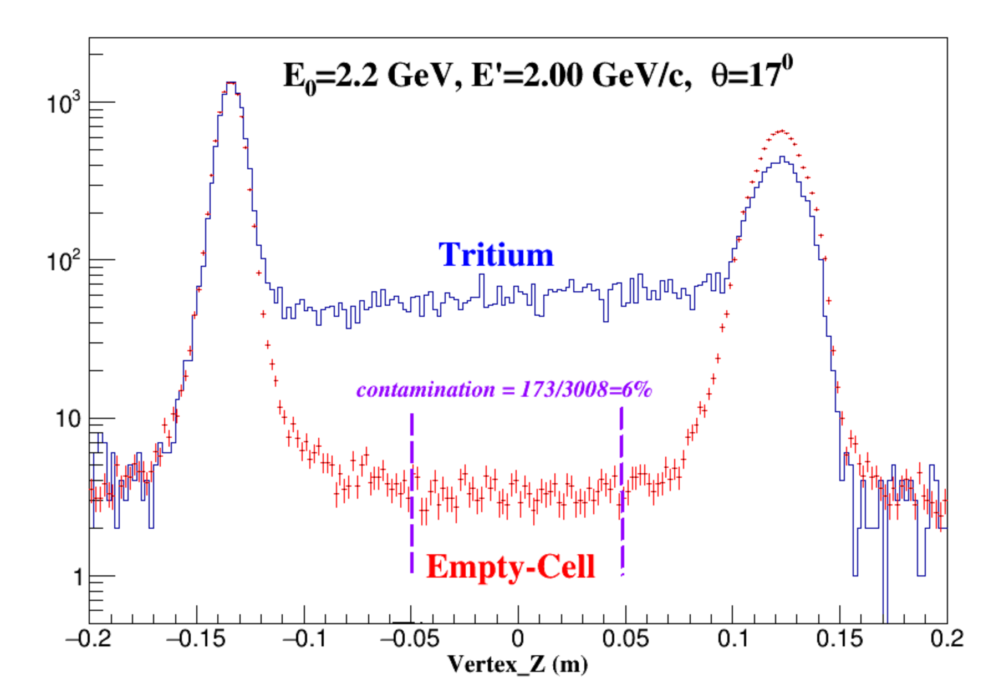 E₀=2.2 GeV, E'=2.00 GeV/c, θ=17⁰
10³
Tritium
10²
contamination = 173/3008=6%
10
Empty-Cell
1
−0.2 −0.15 −0.1 −0.05 0 0.05 0.1 0.15 0.2
Vertex_Z (m)